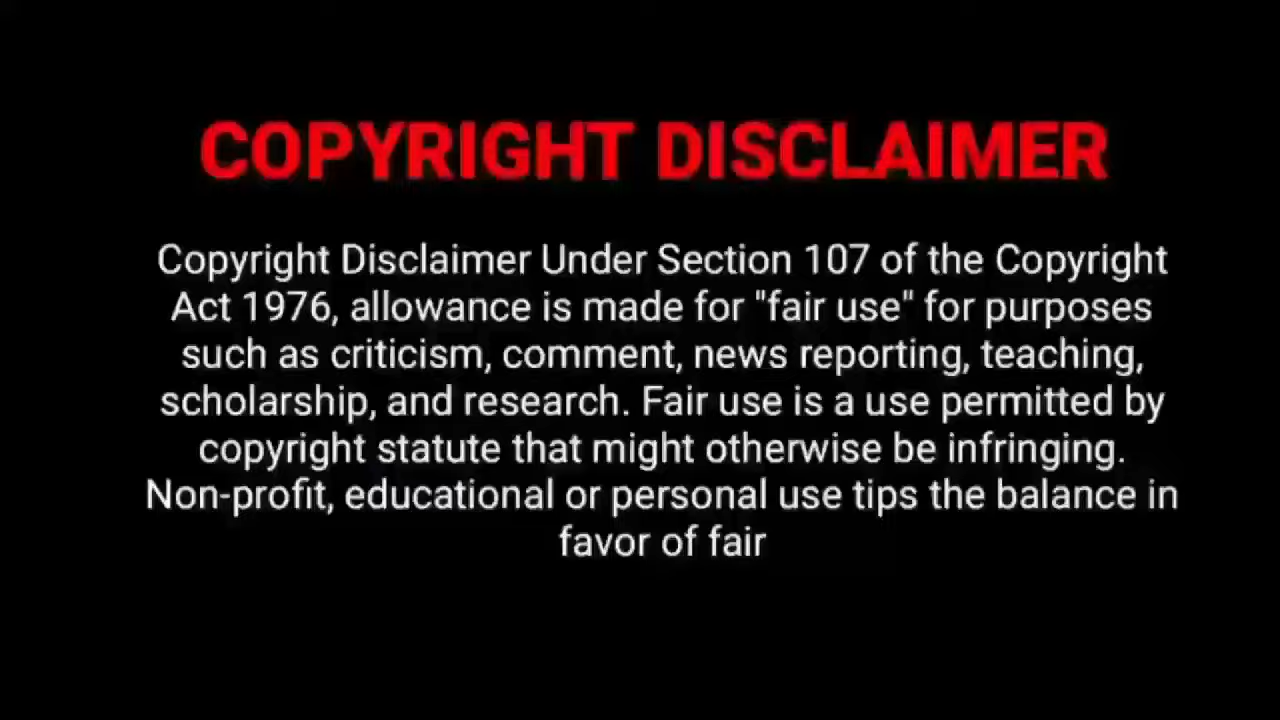 COPYRIGHT DISCLAIMER
Copyright Disclaimer Under Section 107 of the Copyright
Act 1976, allowance is made for "fair use" for purposes
such as criticism, comment, news reporting, teaching,
scholarship, and research. Fair use is a use permitted by
copyright statute that might otherwise be infringing.
Non-profit, educational or personal use tips the balance in
favor of fair